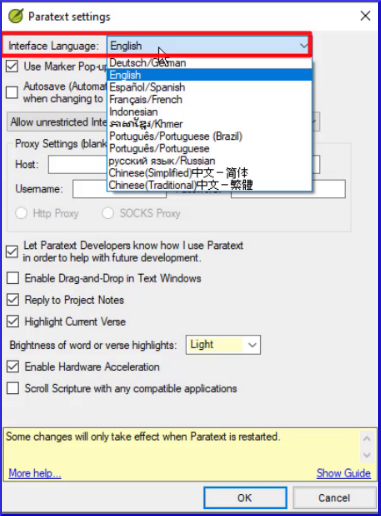 Paratext settings
Interface Language: English
Deutsch/German
Use Marker Pop-u
English
Español/Spanish
Autosave (Automat
when changing to
Français/French
Indonesian
Allow unrestricted Inte
ភាសាខ្មែរ/Khmer
Português/Portuguese (Brazil)
Proxy Settings (blank
Português/Portuguese
Host:
русский язык/Russian
Chinese(Simplified)中文－简体
Username:
Chinese(Traditional)中文－繁體
Http Proxy SOCKS Proxy
Let Paratext Developers know how I use Paratext
in order to help with future development.
Enable Drag-and-Drop in Text Windows
Reply to Project Notes
Highlight Current Verse
Brightness of word or verse highlights: Light
Enable Hardware Acceleration
Scroll Scripture with any compatible applications
Some changes will only take effect when Paratext is restarted.
More help... Show Guide
OK Cancel